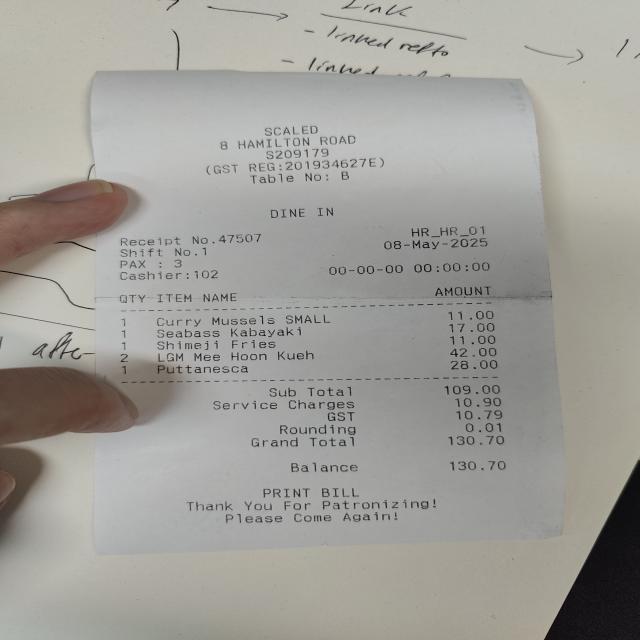 Link
- linked refto
- linked
SCALED
8 HAMILTON ROAD
S209179
(GST REG:201934627E)
Table No: B
DINE IN
Receipt No.47507 HR_HR_01
Shift No.1 08-May-2025
PAX : 3
Cashier:102 00-00-00 00:00:00
QTY ITEM NAME AMOUNT
1 Curry Mussels SMALL 11.00
1 Seabass Kabayaki 17.00
1 Shimeji Fries 11.00
2 LGM Mee Hoon Kueh 42.00
1 Puttanesca 28.00
Sub Total 109.00
Service Charges 10.90
GST 10.79
Rounding 0.01
Grand Total 130.70
Balance 130.70
PRINT BILL
Thank You For Patronizing!
Please Come Again!